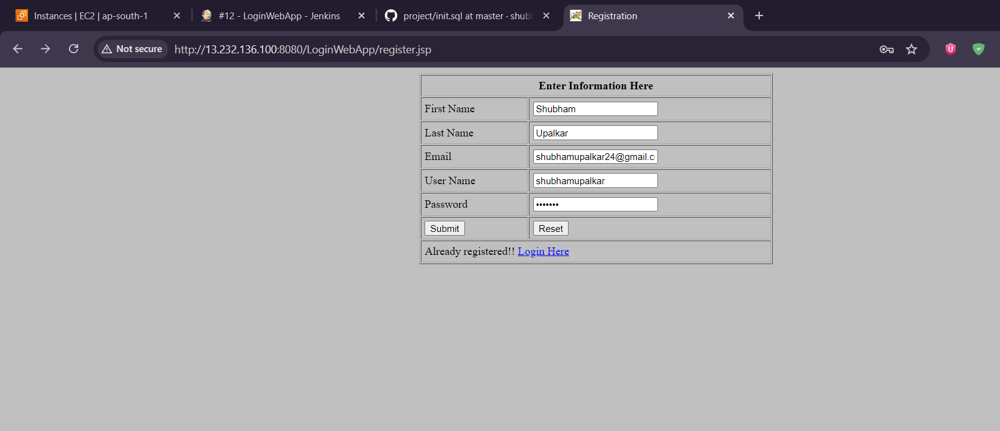 Instances | EC2 | ap-south-1
#12 - LoginWebApp - Jenkins
project/init.sql at master · shub
Registration
Not secure
http://13.232.136.100:8080/LoginWebApp/register.jsp
Enter Information Here
First Name Shubham
Last Name Upalkar
Email shubhamupalkar24@gmail.c
User Name shubhamupalkar
Password •••••••
Submit Reset
Already registered!! Login Here